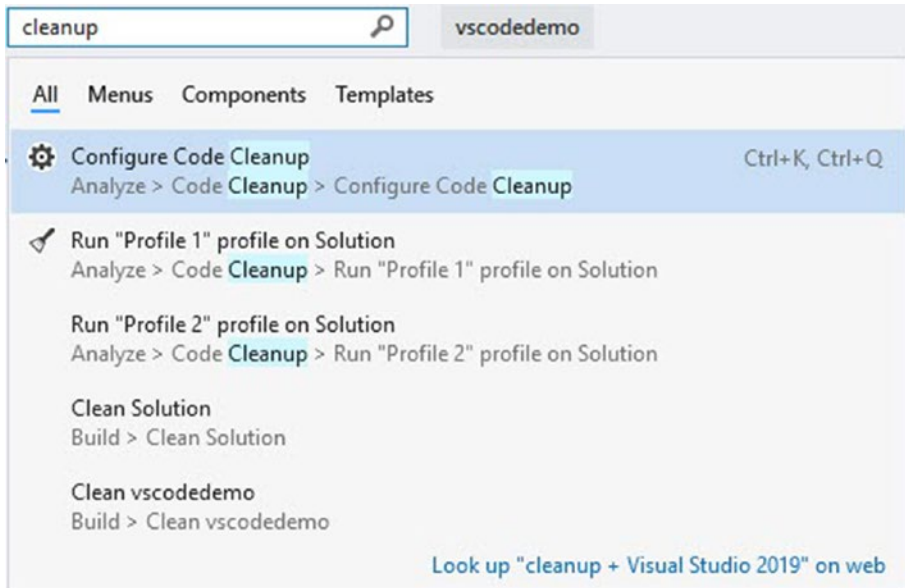 cleanup vscodedemo
All Menus Components Templates
Configure Code Cleanup Ctrl+K, Ctrl+Q
Analyze > Code Cleanup > Configure Code Cleanup
Run "Profile 1" profile on Solution
Analyze > Code Cleanup > Run "Profile 1" profile on Solution
Run "Profile 2" profile on Solution
Analyze > Code Cleanup > Run "Profile 2" profile on Solution
Clean Solution
Build > Clean Solution
Clean vscodedemo
Build > Clean vscodedemo
Look up "cleanup + Visual Studio 2019" on web